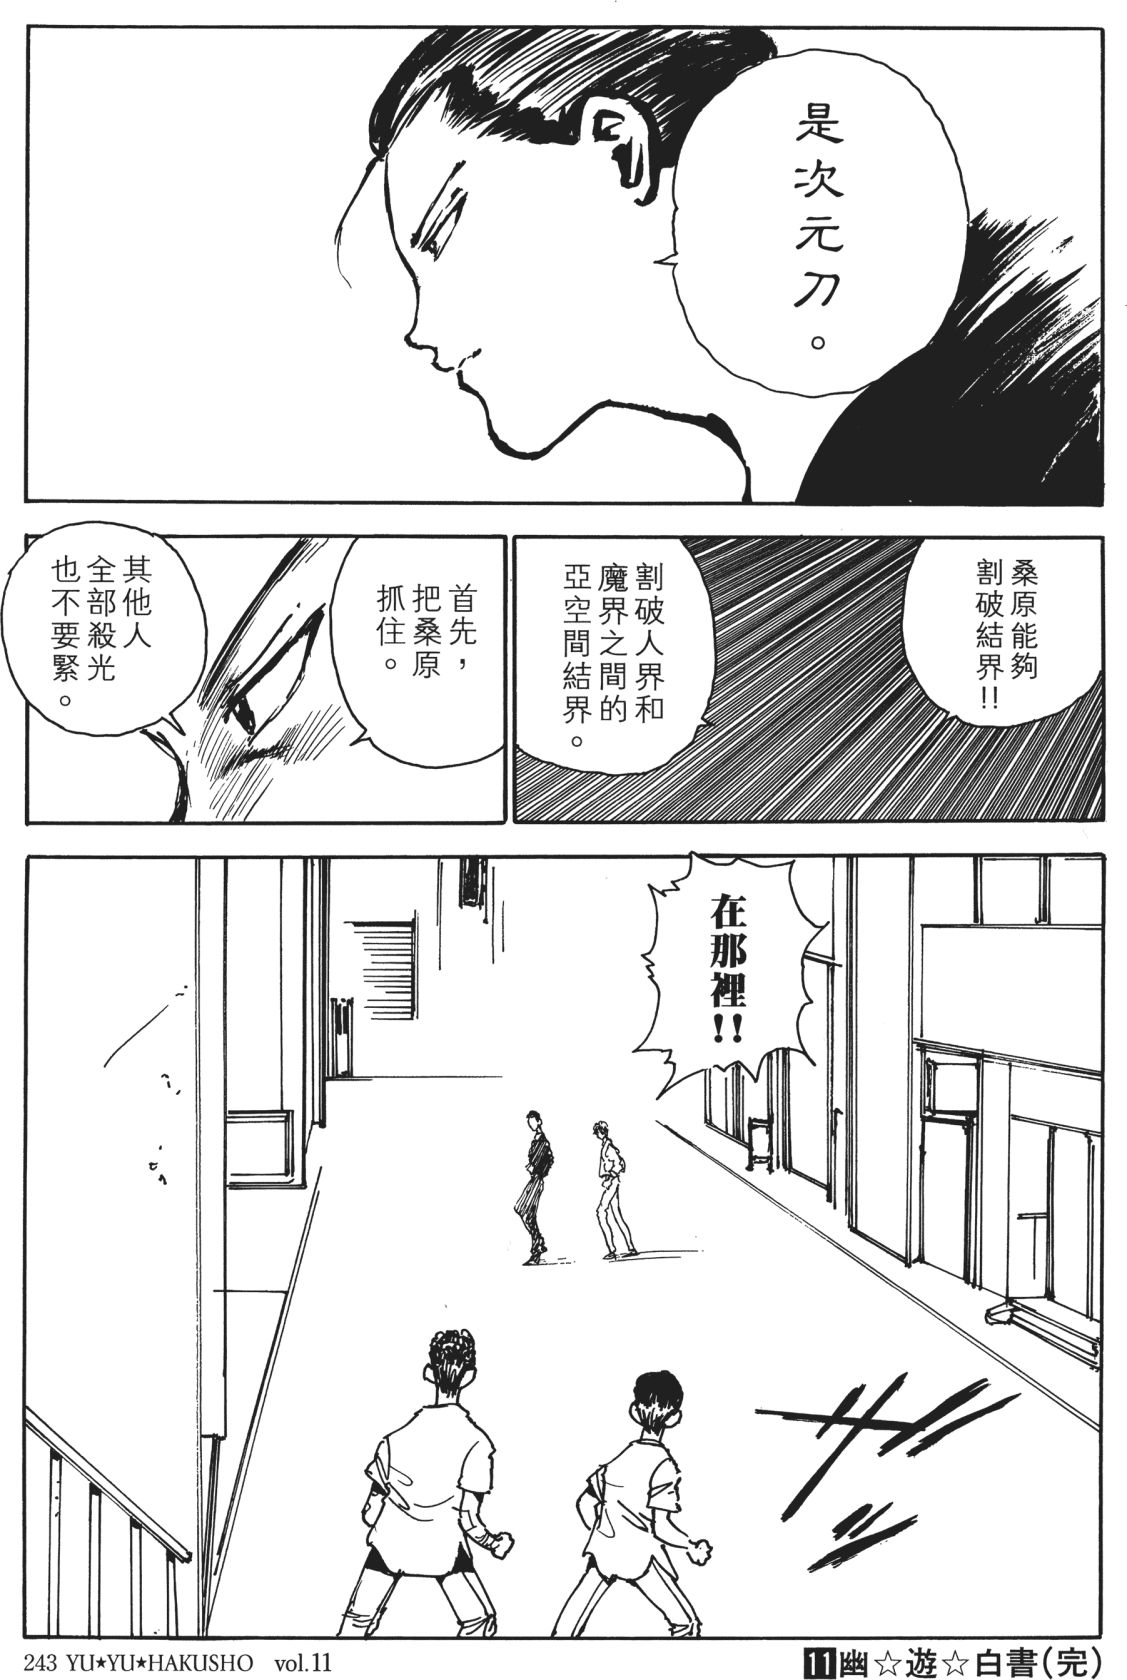 是次元刀。
桑原能夠
割破結界!!
割破人界和
魔界之間的
亞空間結界。
首先,
把桑原
抓住。
其他人
全部殺光
也不要緊。
在那裡!!
ザッ
243 YU★YU★HAKUSHO vol.11
11幽☆遊☆白書(完)